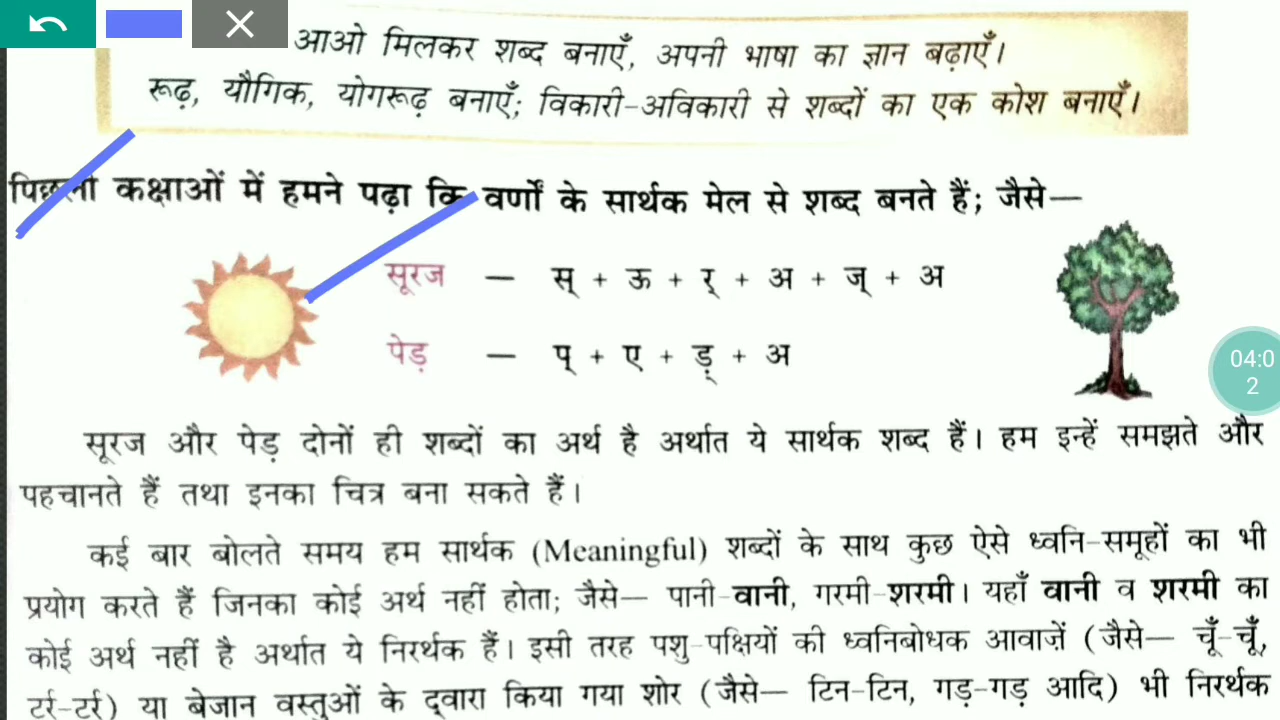 आओ मिलकर शब्द बनाएँ, अपनी भाषा का ज्ञान बढ़ाएँ।
रूढ़, यौगिक, योगरूढ़ बनाएँ; विकारी-अविकारी से शब्दों का एक कोश बनाएँ।
पिछली कक्षाओं में हमने पढ़ा कि वर्णों के सार्थक मेल से शब्द बनते हैं; जैसे—
सूरज — स् + ऊ + र् + अ + ज् + अ
पेड़ — प् + ए + ड़् + अ
04:02
सूरज और पेड़ दोनों ही शब्दों का अर्थ है अर्थात ये सार्थक शब्द हैं। हम इन्हें समझते और
पहचानते हैं तथा इनका चित्र बना सकते हैं।
कई बार बोलते समय हम सार्थक (Meaningful) शब्दों के साथ कुछ ऐसे ध्वनि-समूहों का भी
प्रयोग करते हैं जिनका कोई अर्थ नहीं होता; जैसे— पानी-वानी, गरमी-शरमी। यहाँ वानी व शरमी का
कोई अर्थ नहीं है अर्थात ये निरर्थक हैं। इसी तरह पशु-पक्षियों की ध्वनिबोधक आवाज़ें (जैसे— चूँ-चूँ,
टर्र-टर्र) या बेजान वस्तुओं के द्वारा किया गया शोर (जैसे— टिन-टिन, गड़-गड़ आदि) भी निरर्थक